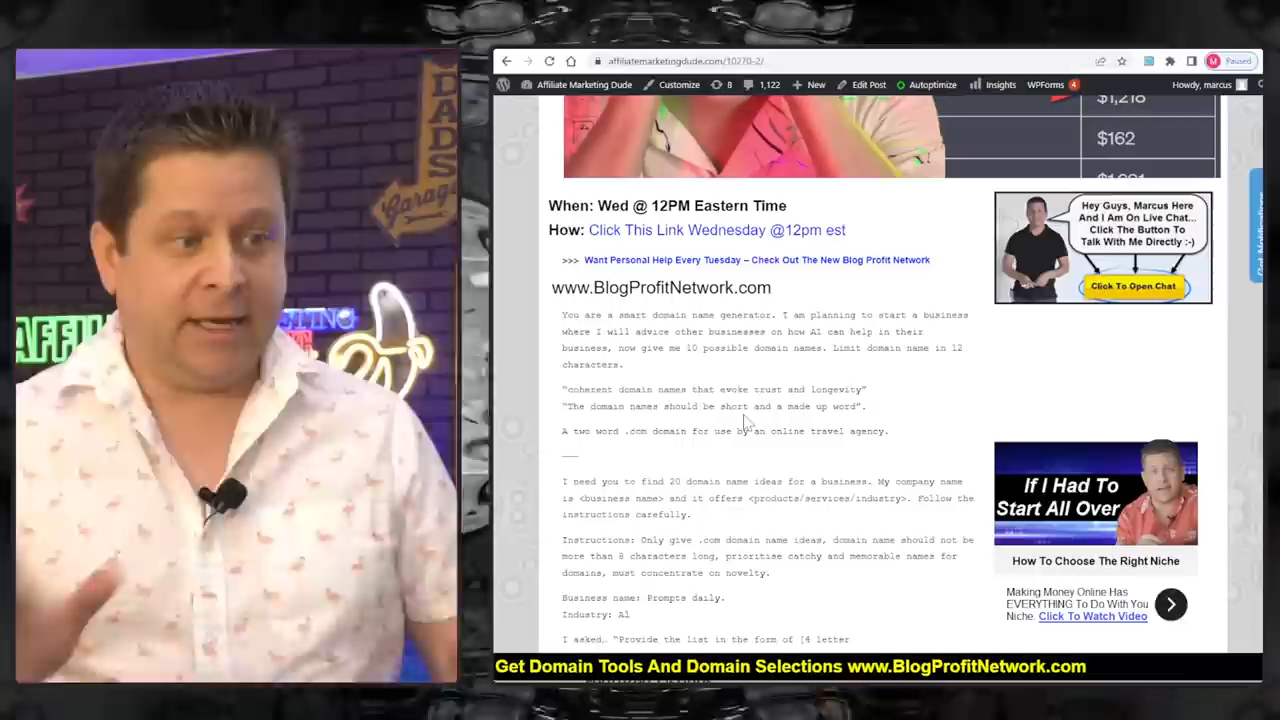 DADS
Garage
AFFI
STING
affiliatemarketingdude.com/10270-2/
M Paused
Affiliate Marketing Dude Customize 8 1,122 New Edit Post Autoptimize Insights WPForms 4 Howdy, marcus
$1,218
$162
When: Wed @ 12PM Eastern Time
How: Click This Link Wednesday @12pm est
>>> Want Personal Help Every Tuesday – Check Out The New Blog Profit Network
www.BlogProfitNetwork.com
You are a smart domain name generator. I am planning to start a business
where I will advice other businesses on how AI can help in their
business, now give me 10 possible domain names. Limit domain name in 12
characters.
"coherent domain names that evoke trust and longevity"
"The domain names should be short and a made up word".
A two word .com domain for use by an online travel agency.
I need you to find 20 domain name ideas for a business. My company name
is <business name> and it offers <products/services/industry>. Follow the
instructions carefully.
Instructions: Only give .com domain name ideas, domain name should not be
more than 8 characters long, prioritise catchy and memorable names for
domains, must concentrate on novelty.
Business name: Prompts daily.
Industry: AI
I asked… "Provide the List in the form of [4 letter
Hey Guys, Marcus Here
And I Am On Live Chat...
Click The Button To
Talk With Me Directly :-)
Click To Open Chat
Get Notifications
If I Had To
Start All Over
How To Choose The Right Niche
Making Money Online Has
EVERYTHING To Do With You
Niche. Click To Watch Video
Get Domain Tools And Domain Selections www.BlogProfitNetwork.com